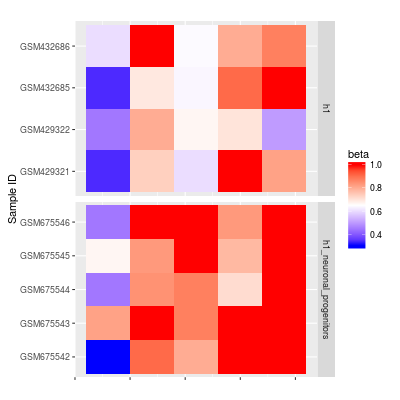 GSM432686
GSM432685
GSM429322
GSM429321
h1
GSM675546
GSM675545
GSM675544
GSM675543
GSM675542
h1_neuronal_progenitors
Sample ID
beta
1.0
0.8
0.6
0.4